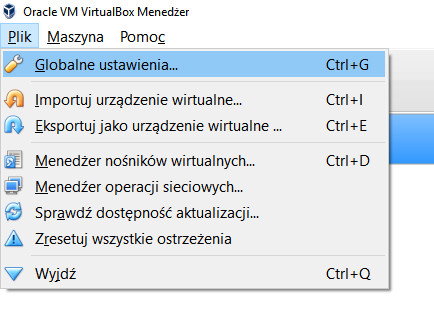 Oracle VM VirtualBox Menedżer
Plik Maszyna Pomoc
Globalne ustawienia... Ctrl+G
Importuj urządzenie wirtualne... Ctrl+I
Eksportuj jako urządzenie wirtualne ... Ctrl+E
Menedżer nośników wirtualnych... Ctrl+D
Menedźer operacji sieciowych...
Sprawdź dostępność aktualizacji...
Zresetuj wszystkie ostrzeżenia
Wyjdź Ctrl+Q